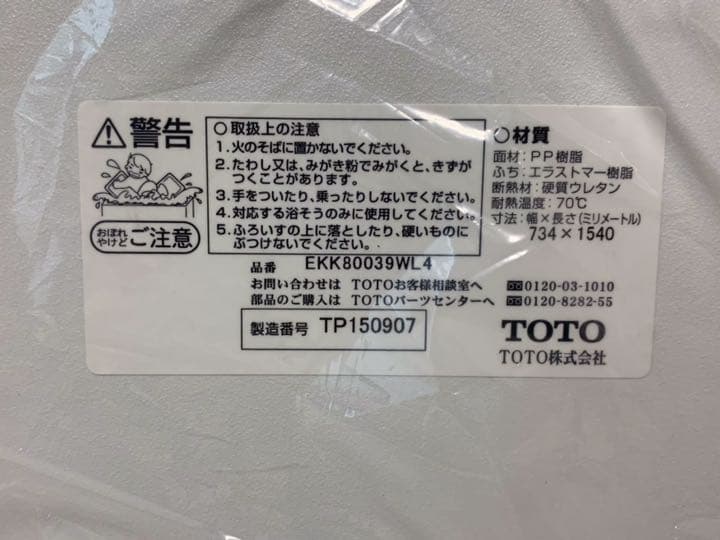 警告
おぼれ
やけど
ご注意
○取扱上の注意
1. 火のそばに置かないでください。
2. たわし又は、みがき粉でみがくと、きずが
つくことがあります。
3. 手をついたり、乗ったりしないでください。
4. 対応する浴そうのみに使用してください。
5. ふろいすの上に落としたり、硬いものに
ぶつけないでください。
○材質
面材：PP樹脂
ふち：エラストマー樹脂
断熱材：硬質ウレタン
耐熱温度：70℃
寸法：幅×長さ(ミリメートル)
734×1540
品番 EKK80039WL4
お問い合わせは TOTOお客様相談室へ 0120-03-1010
部品のご購入は TOTOパーツセンターへ 0120-8282-55
製造番号 TP150907
TOTO
TOTO株式会社